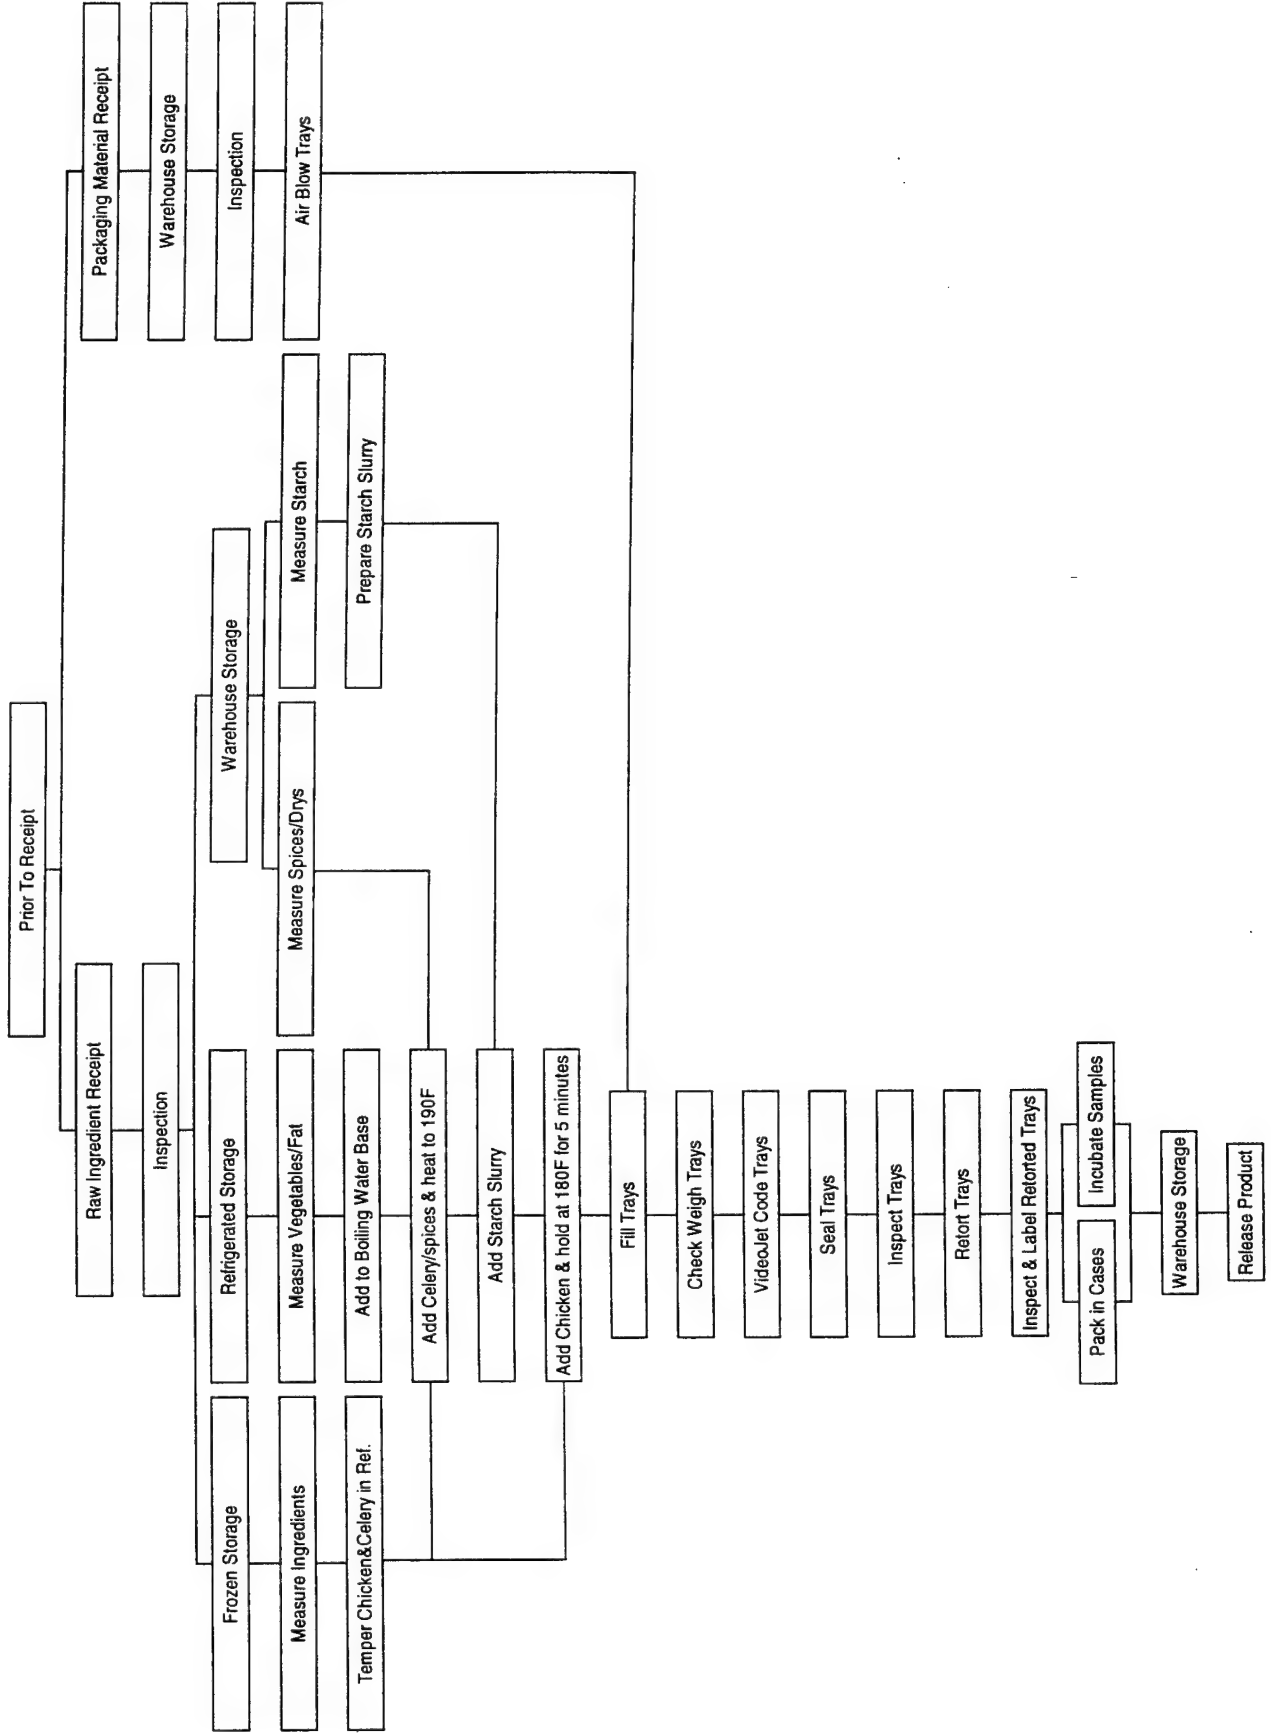 Prior To Receipt
Raw Ingredient Receipt
Packaging Material Receipt
Inspection
Warehouse Storage
Frozen Storage
Refrigerated Storage
Warehouse Storage
Inspection
Measure Ingredients
Measure Vegetables/Fat
Measure Spices/Drys
Measure Starch
Air Blow Trays
Temper Chicken&Celery in Ref.
Add to Boiling Water Base
Prepare Starch Slurry
Add Celery/spices & heat to 190F
Add Starch Slurry
Add Chicken & hold at 180F for 5 minutes
Fill Trays
Check Weigh Trays
VideoJet Code Trays
Seal Trays
Inspect Trays
Retort Trays
Inspect & Label Retorted Trays
Pack in Cases
Incubate Samples
Warehouse Storage
Release Product